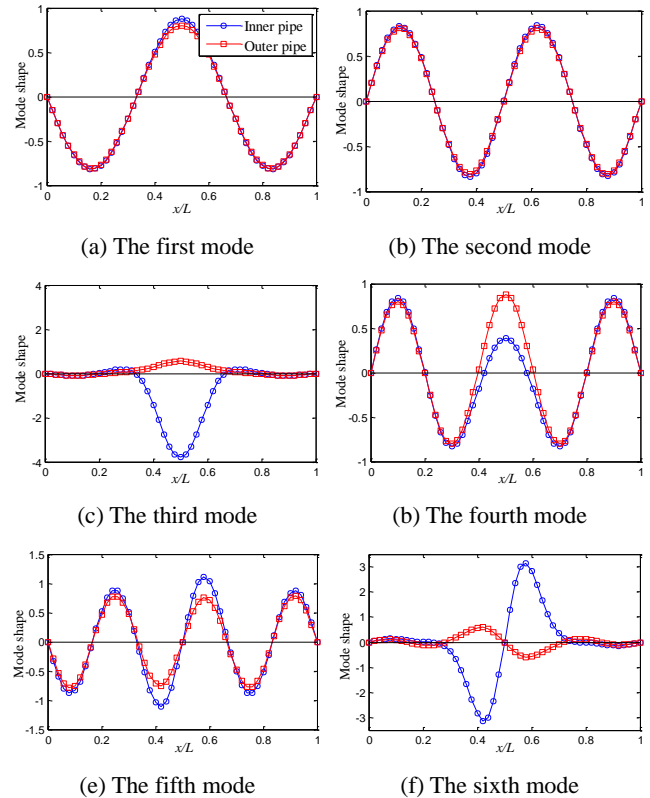 1
0.5
0
-0.5
-1
Mode shape
0 0.2 0.4 0.6 0.8 1
x/L
Inner pipe
Outer pipe
(a) The first mode
1
0.5
0
-0.5
-1
Mode shape
0 0.2 0.4 0.6 0.8 1
x/L
(b) The second mode
4
2
0
-2
-4
Mode shape
0 0.2 0.4 0.6 0.8 1
x/L
(c) The third mode
1
0.5
0
-0.5
-1
Mode shape
0 0.2 0.4 0.6 0.8 1
x/L
(b) The fourth mode
1.5
1
0.5
0
-0.5
-1
-1.5
Mode shape
0 0.2 0.4 0.6 0.8 1
x/L
(e) The fifth mode
3
2
1
0
-1
-2
-3
Mode shape
0 0.2 0.4 0.6 0.8 1
x/L
(f) The sixth mode